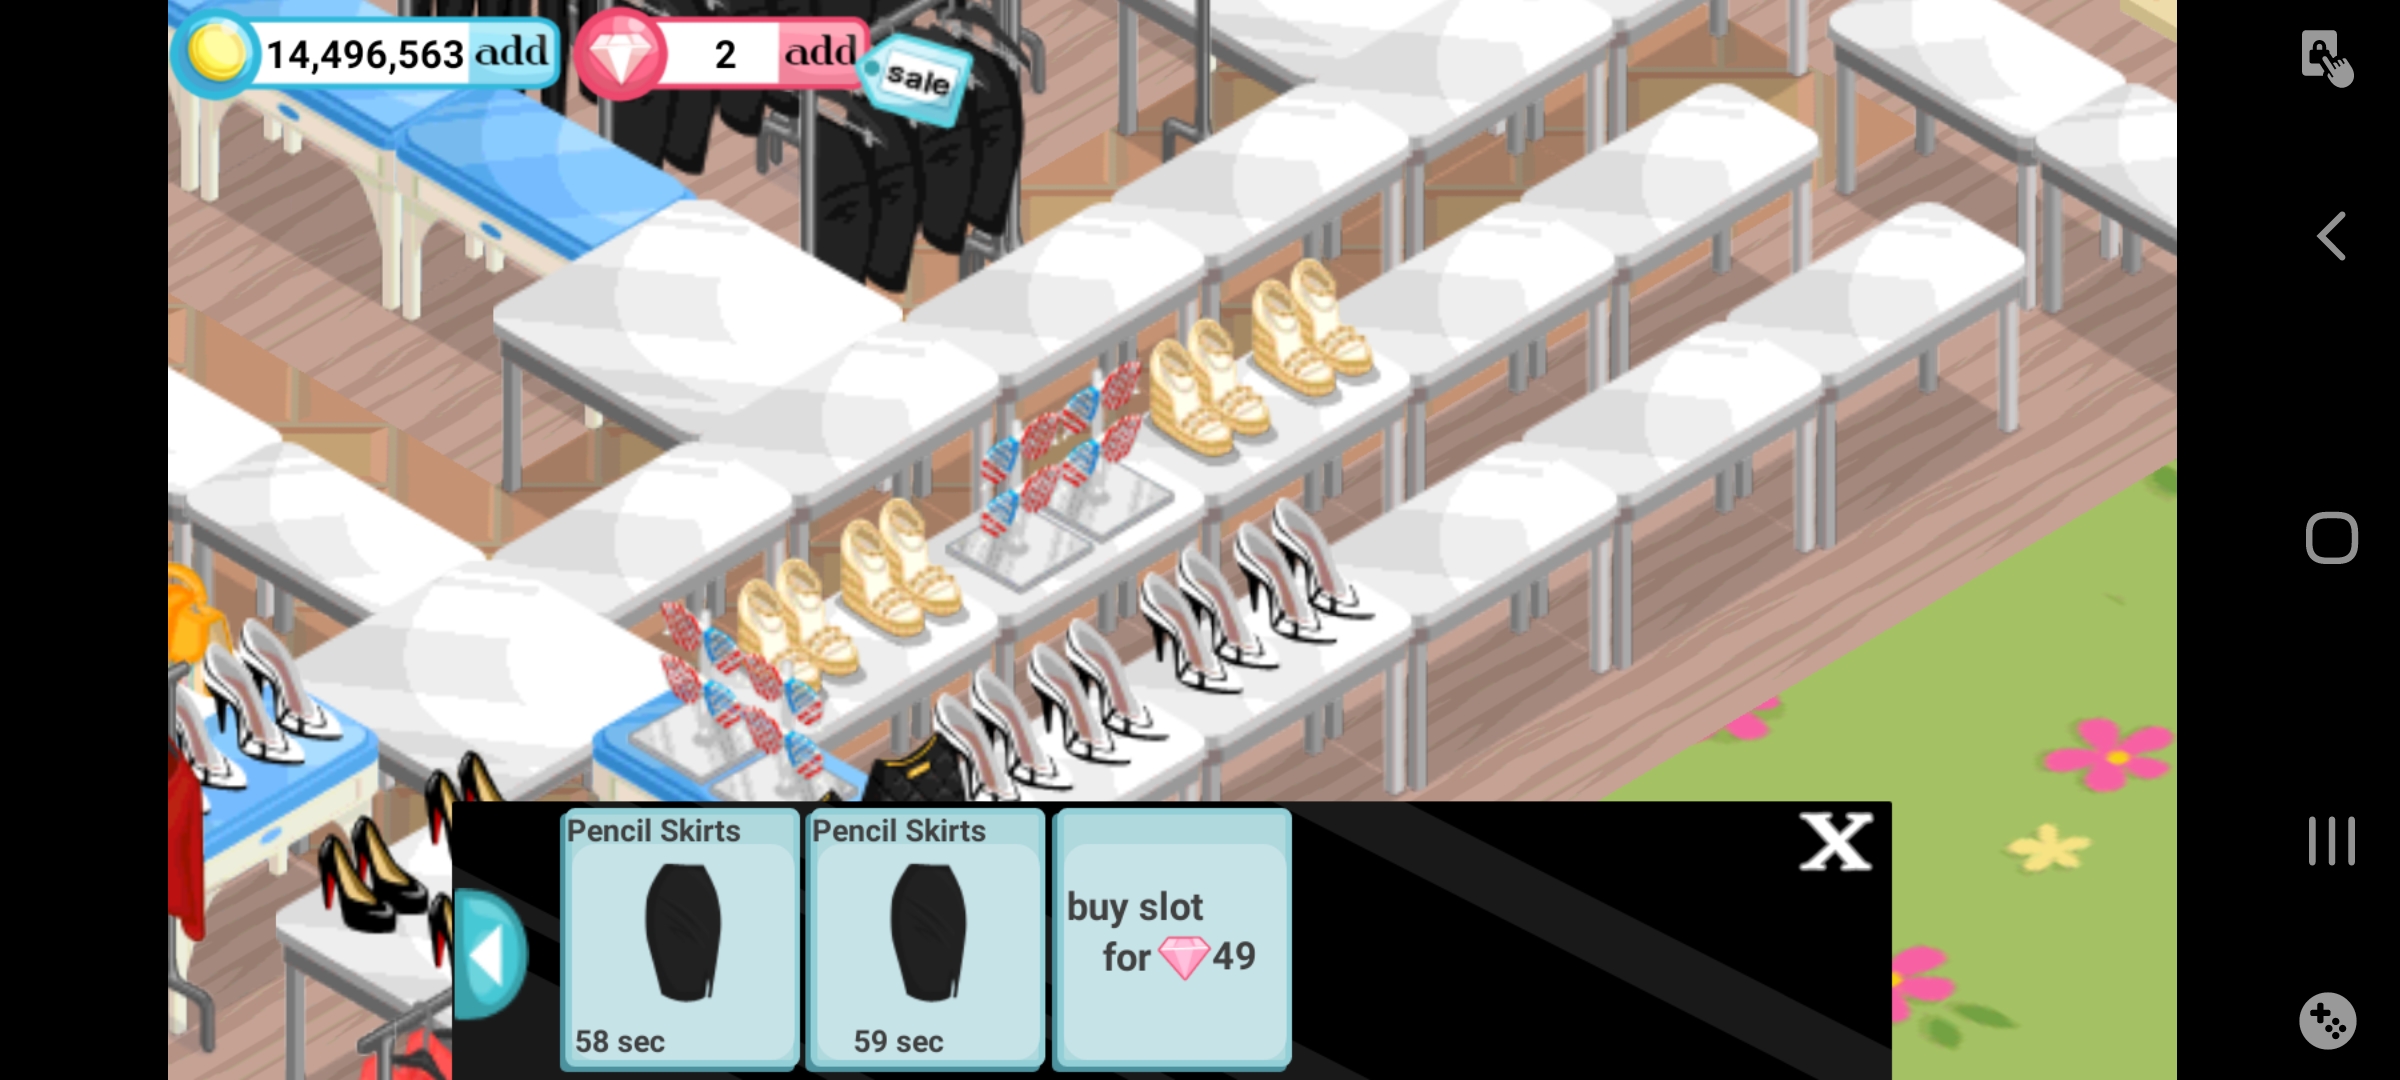 14,496,563 add
2 add
sale
Pencil Skirts
58 sec
Pencil Skirts
59 sec
buy slot
for 49
X